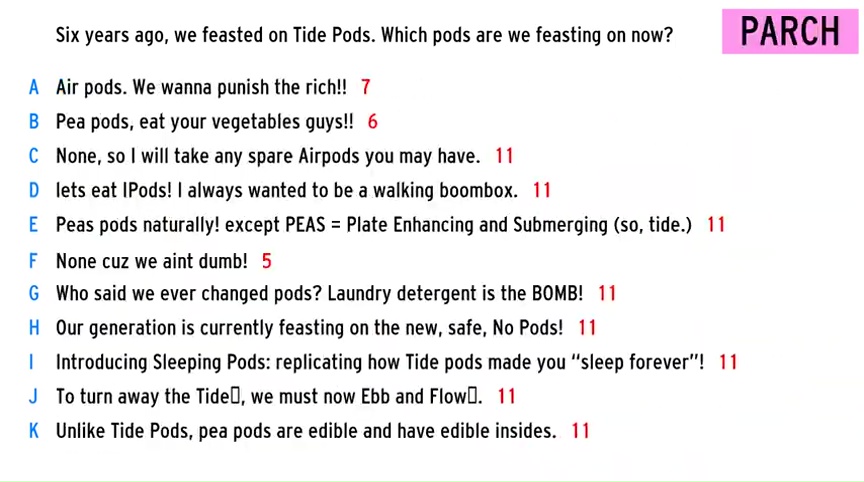 Six years ago, we feasted on Tide Pods. Which pods are we feasting on now?
PARCH
A Air pods. We wanna punish the rich!! 7
B Pea pods, eat your vegetables guys!! 6
C None, so I will take any spare Airpods you may have. 11
D lets eat IPods! I always wanted to be a walking boombox. 11
E Peas pods naturally! except PEAS = Plate Enhancing and Submerging (so, tide.) 11
F None cuz we aint dumb! 5
G Who said we ever changed pods? Laundry detergent is the BOMB! 11
H Our generation is currently feasting on the new, safe, No Pods! 11
I Introducing Sleeping Pods: replicating how Tide pods made you “sleep forever”! 11
J To turn away the Tide▯, we must now Ebb and Flow▯. 11
K Unlike Tide Pods, pea pods are edible and have edible insides. 11